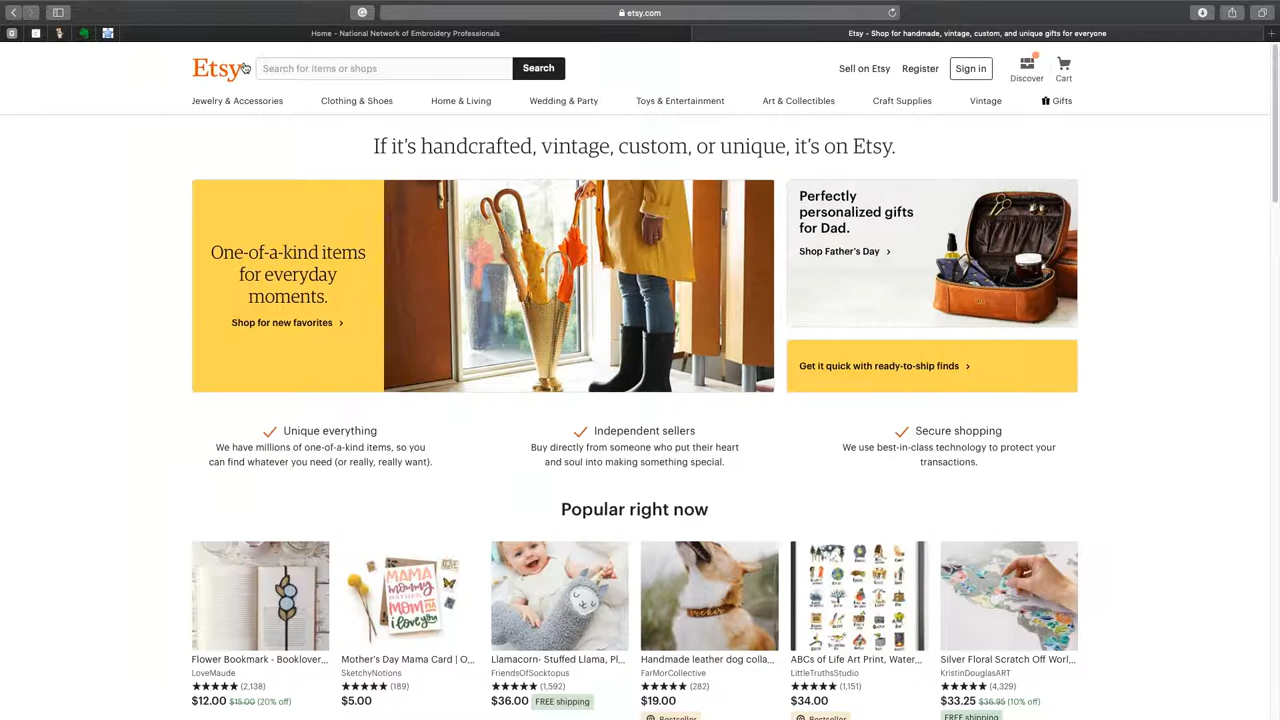 etsy.com
Home - National Network of Embroidery Professionals
Etsy - Shop for handmade, vintage, custom, and unique gifts for everyone
Etsy
Search for items or shops
Search
Sell on Etsy
Register
Sign in
Discover
Cart
Jewelry & Accessories
Clothing & Shoes
Home & Living
Wedding & Party
Toys & Entertainment
Art & Collectibles
Craft Supplies
Vintage
Gifts
If it's handcrafted, vintage, custom, or unique, it's on Etsy.
One-of-a-kind items
for everyday
moments.
Shop for new favorites
Perfectly
personalized gifts
for Dad.
Shop Father's Day
Get it quick with ready-to-ship finds
Unique everything
We have millions of one-of-a-kind items, so you
can find whatever you need (or really, really want).
Independent sellers
Buy directly from someone who put their heart
and soul into making something special.
Secure shopping
We use best-in-class technology to protect your
transactions.
Popular right now
Flower Bookmark - Booklover...
LoveMaude
(2,138)
$12.00 $15.00 (20% off)
Mother's Day Mama Card | O...
SketchyNotions
(189)
$5.00
Llamacorn- Stuffed Llama, Pl...
FriendsOfSocktopus
(1,592)
$36.00 FREE shipping
Handmade leather dog colla...
FarMorCollective
(282)
$19.00
Bestseller
ABCs of Life Art Print, Water...
LittleTruthsStudio
(1,151)
$34.00
Bestseller
Silver Floral Scratch Off Worl...
KristinDouglasART
(4,329)
$33.25 $36.95 (10% off)
FREE shipping